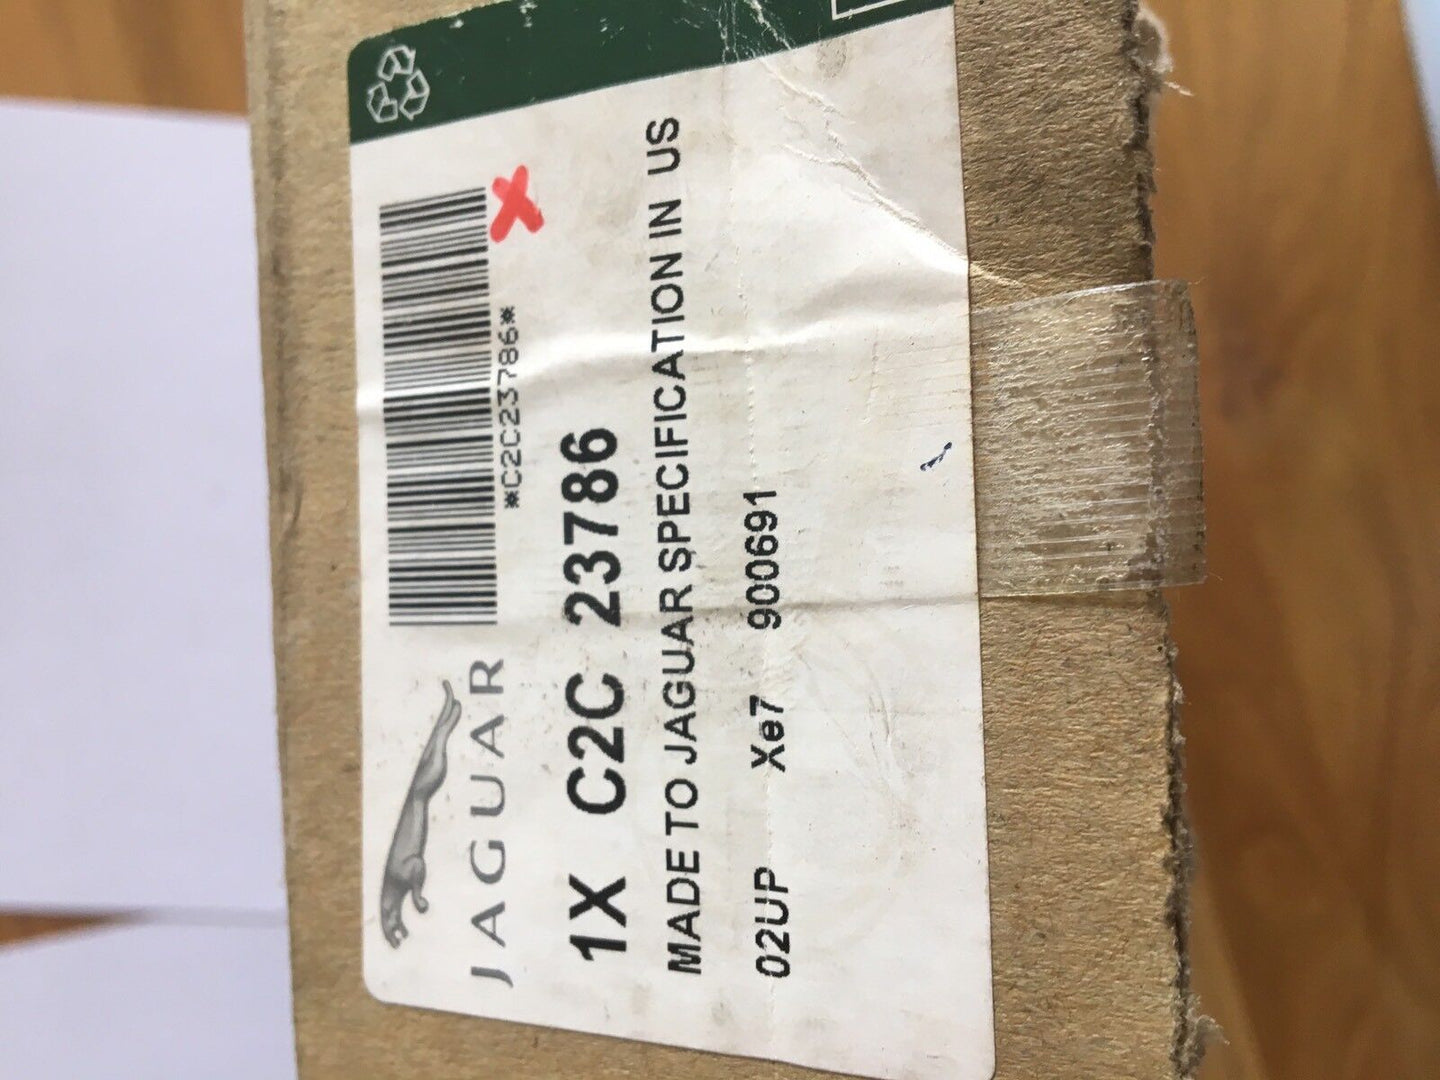 JAGUAR
*C2C23786*
1X C2C 23786
MADE TO JAGUAR SPECIFICATION IN US
02UP Xe7 900691